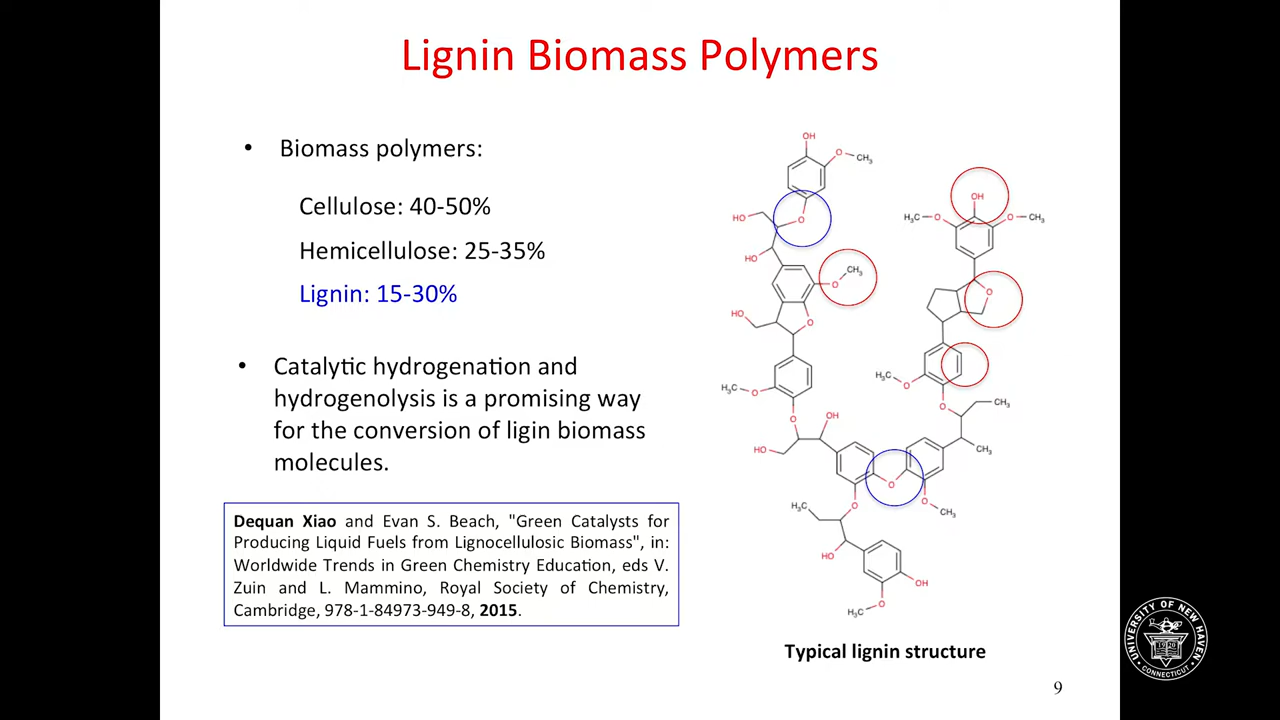 Lignin Biomass Polymers
• Biomass polymers:
Cellulose: 40-50%
Hemicellulose: 25-35%
Lignin: 15-30%
• Catalytic hydrogenation and
hydrogenolysis is a promising way
for the conversion of ligin biomass
molecules.
Dequan Xiao and Evan S. Beach, "Green Catalysts for
Producing Liquid Fuels from Lignocellulosic Biomass", in:
Worldwide Trends in Green Chemistry Education, eds V.
Zuin and L. Mammino, Royal Society of Chemistry,
Cambridge, 978-1-84973-949-8, 2015.
OH
O CH₃
HO O
HO
CH₃
O
HO O
H₃C O
O
OH
HO
OH
H₃C O O CH₃
O
H₃C O
O CH₃
CH₃
O
O CH₃
H₃C O
HO
OH
H₃C O
Typical lignin structure
UNIVERSITY OF NEW HAVEN
CONNECTICUT
9